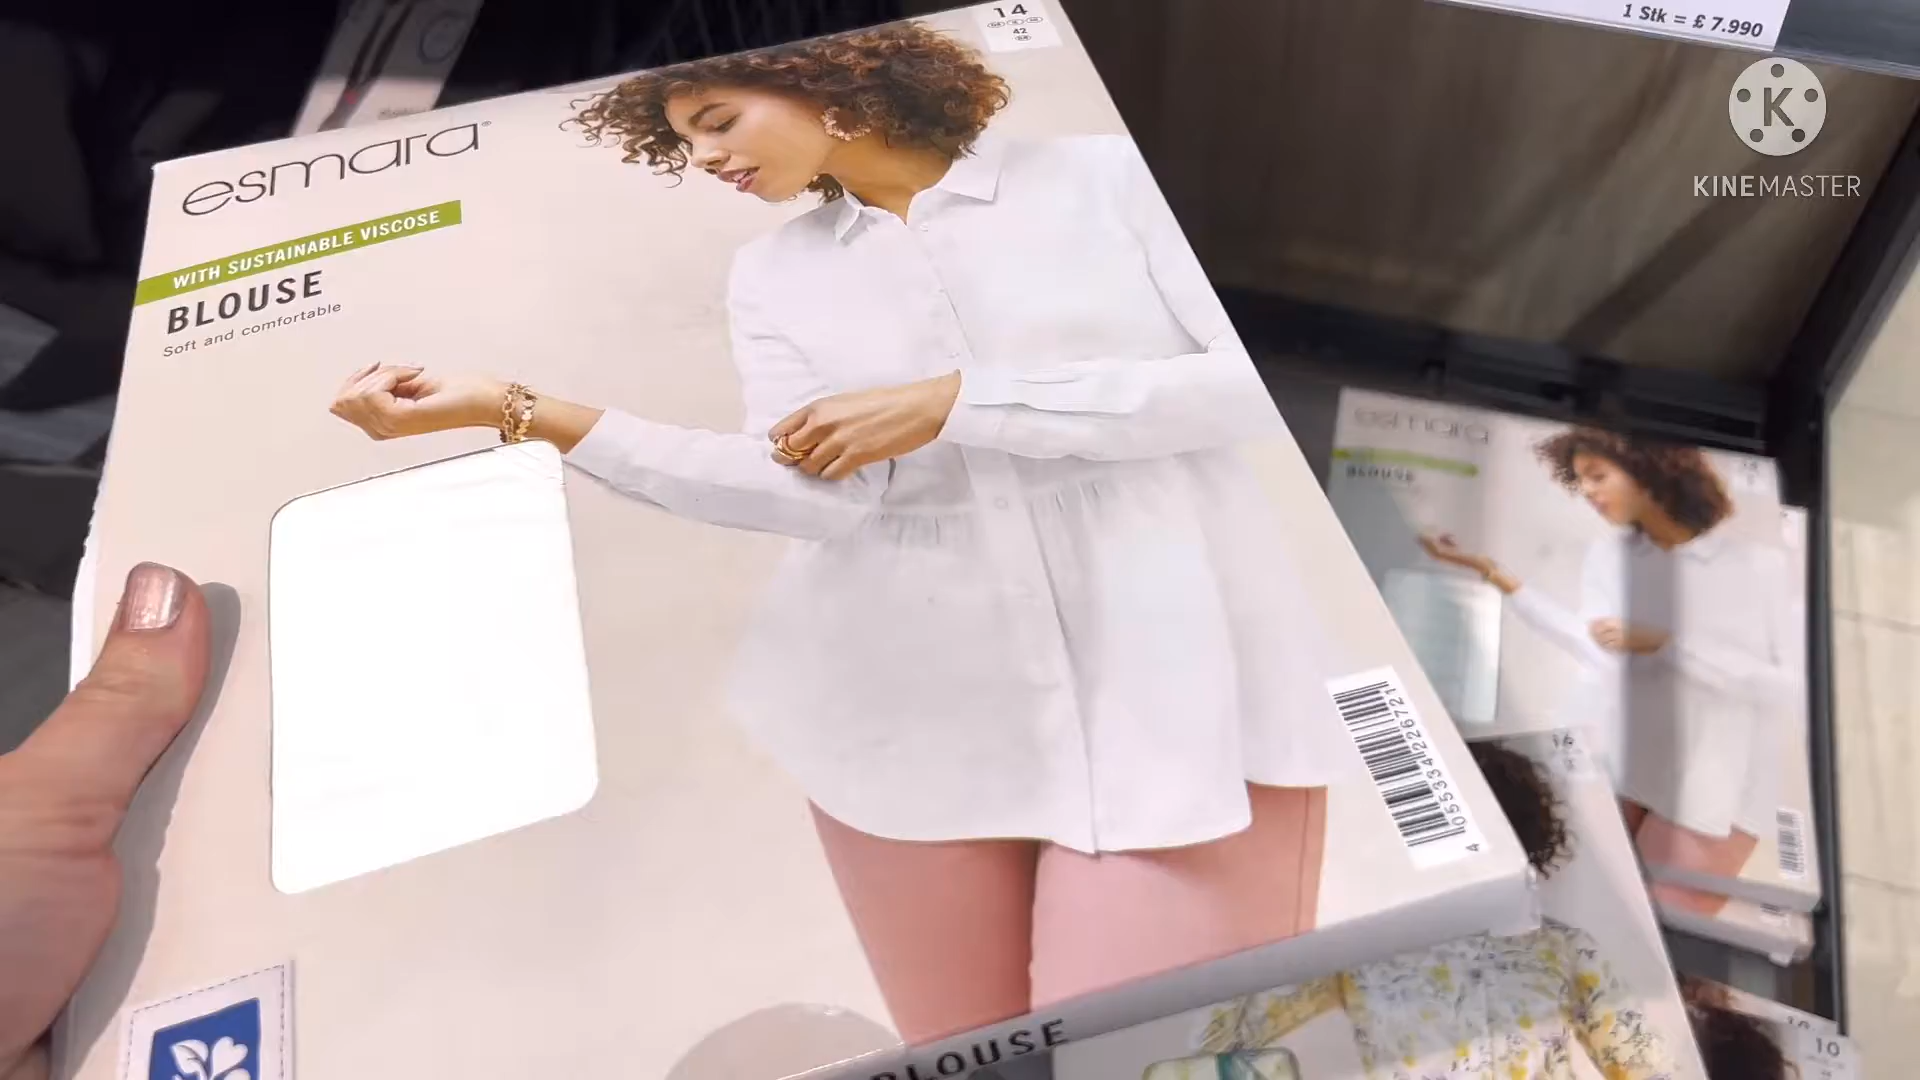 1 Stk = £ 7.990
KINEMASTER
14
42
esmara®
WITH SUSTAINABLE VISCOSE
BLOUSE
Soft and comfortable
4 055334 226721
esmara
BLOUSE
16
BLOUSE
10